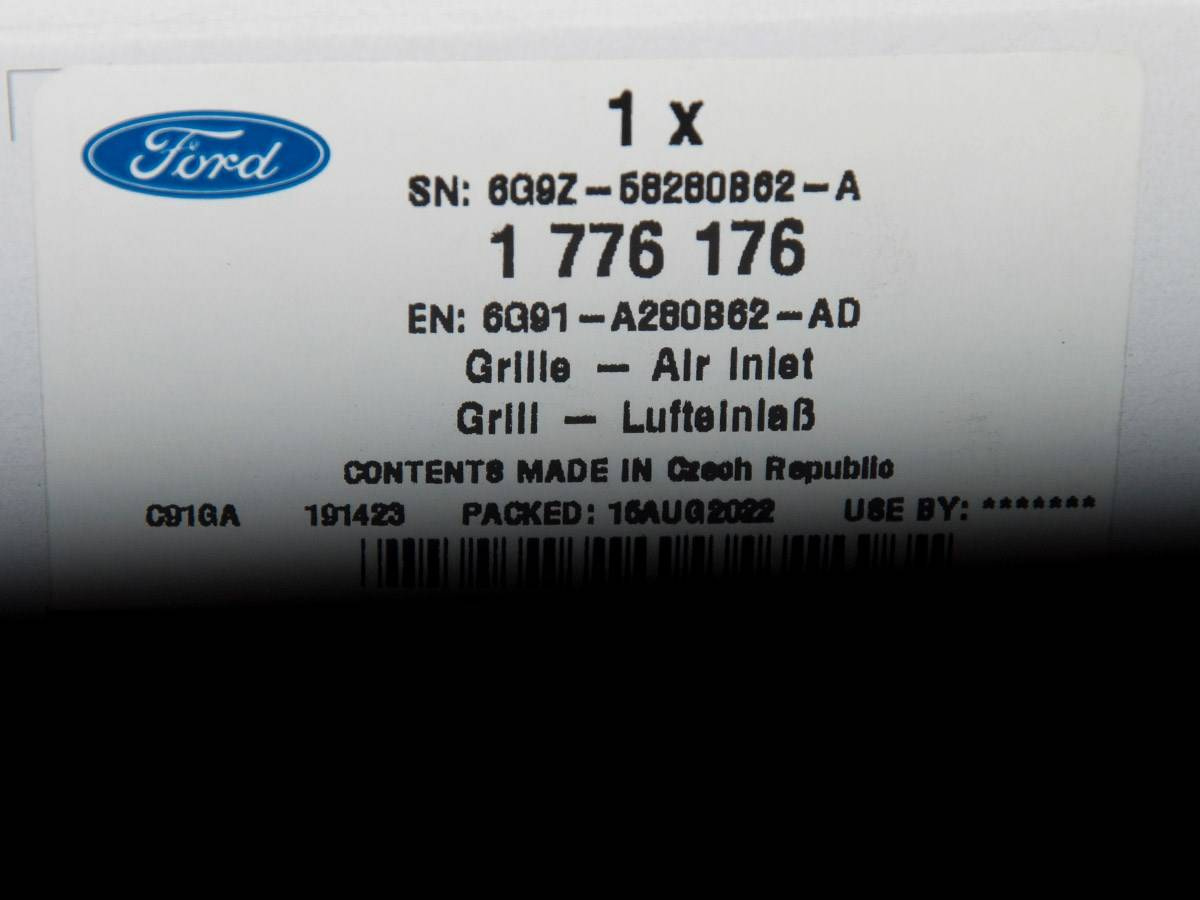 Ford
1 x
SN: 6G9Z-58280B62-A
1 776 176
EN: 6G91-A280B62-AD
Grille - Air Inlet
Grill - Lufteinlaß
CONTENTS MADE IN Czech Republic
C91GA 191423 PACKED: 15AUG2022 USE BY: *******